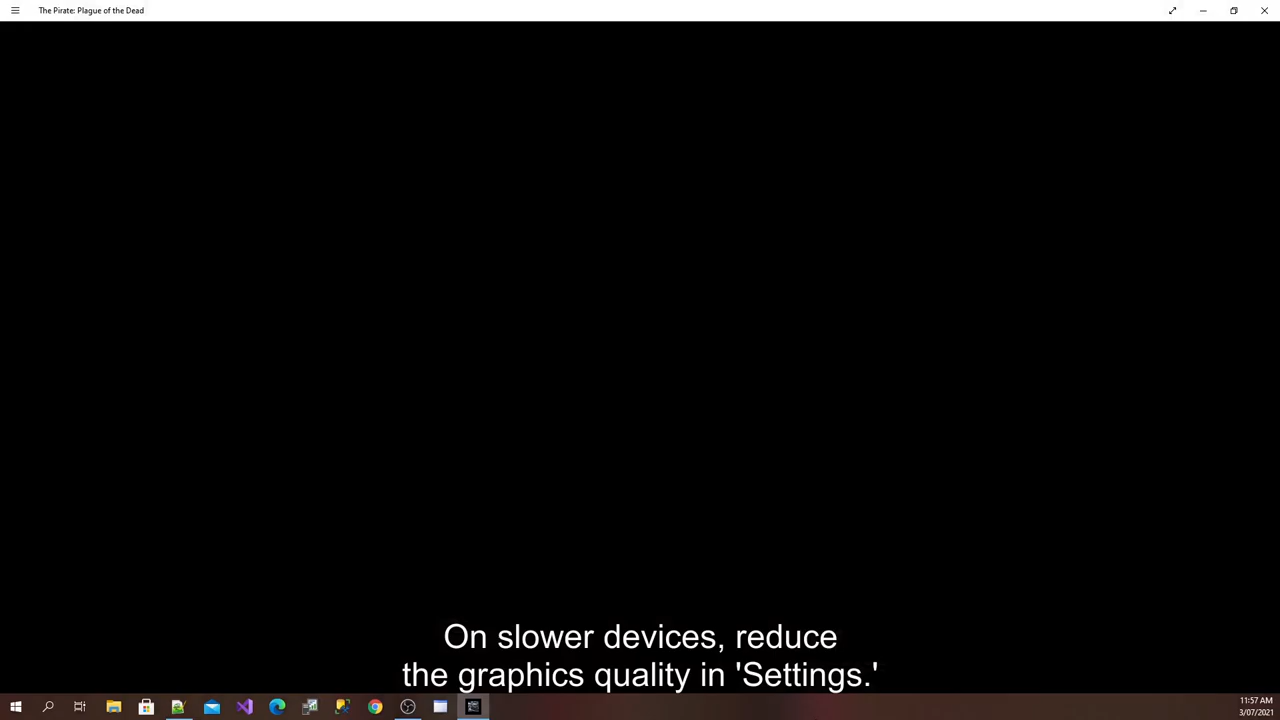 The Pirate: Plague of the Dead
On slower devices, reduce
the graphics quality in 'Settings.'
11:57 AM
3/07/2021